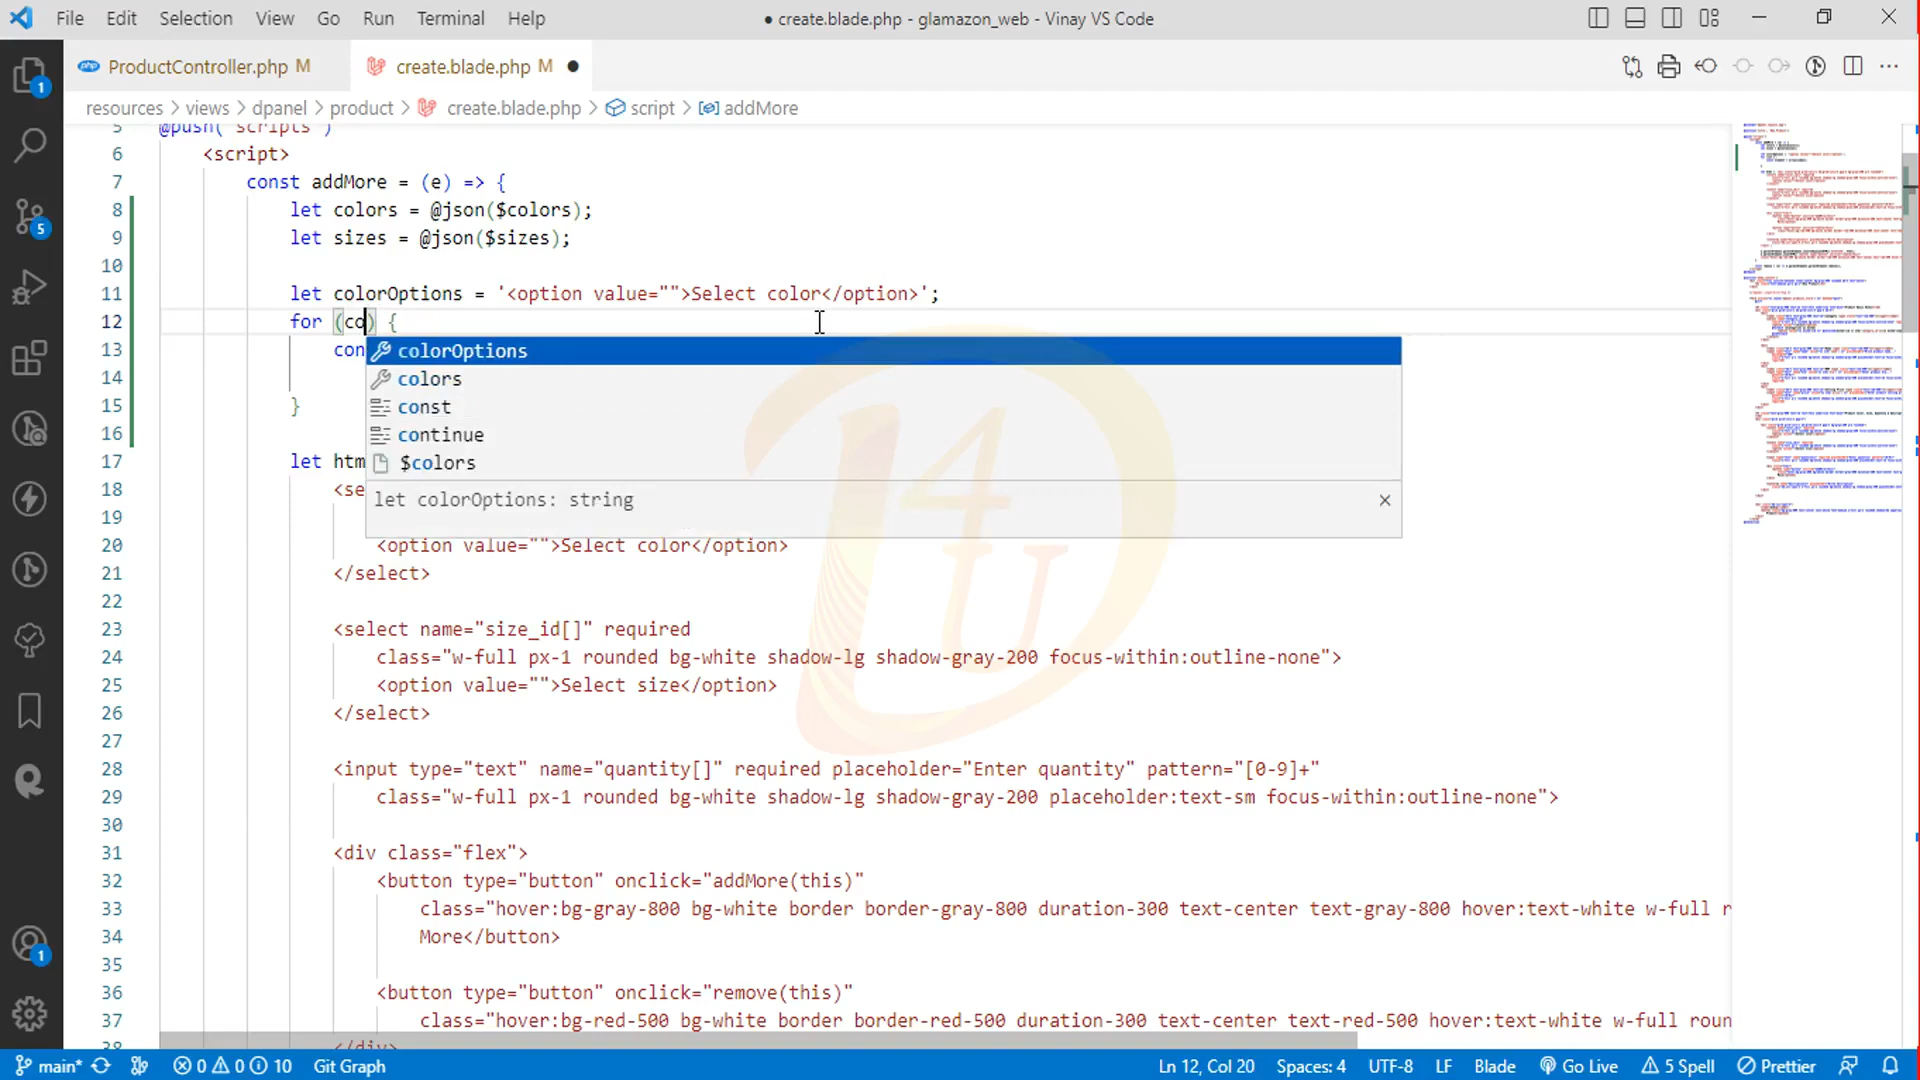 File Edit Selection View Go Run Terminal Help
● create.blade.php - glamazon_web - Vinay VS Code
php ProductController.php M
create.blade.php M ●
resources > views > dpanel > product > create.blade.php > script > addMore
5 @push('scripts')
6 <script>
7 const addMore = (e) => {
8 let colors = @json($colors);
9 let sizes = @json($sizes);
10
11 let colorOptions = '<option value="">Select color</option>';
12 for (co) {
13 con
14
15 }
16
17 let htm
18 <se
19
20 <option value="">Select color</option>
21 </select>
22
23 <select name="size_id[]" required
24 class="w-full px-1 rounded bg-white shadow-lg shadow-gray-200 focus-within:outline-none">
25 <option value="">Select size</option>
26 </select>
27
28 <input type="text" name="quantity[]" required placeholder="Enter quantity" pattern="[0-9]+"
29 class="w-full px-1 rounded bg-white shadow-lg shadow-gray-200 placeholder:text-sm focus-within:outline-none">
30
31 <div class="flex">
32 <button type="button" onclick="addMore(this)"
33 class="hover:bg-gray-800 bg-white border border-gray-800 duration-300 text-center text-gray-800 hover:text-white w-full r
34 More</button>
35
36 <button type="button" onclick="remove(this)"
37 class="hover:bg-red-500 bg-white border border-red-500 duration-300 text-center text-red-500 hover:text-white w-full roun
38 </div>
colorOptions
colors
const
continue
$colors
let colorOptions: string
1
5
1
4
U
main* 0 0 10 Git Graph
Ln 12, Col 20 Spaces: 4 UTF-8 LF Blade Go Live 5 Spell Prettier